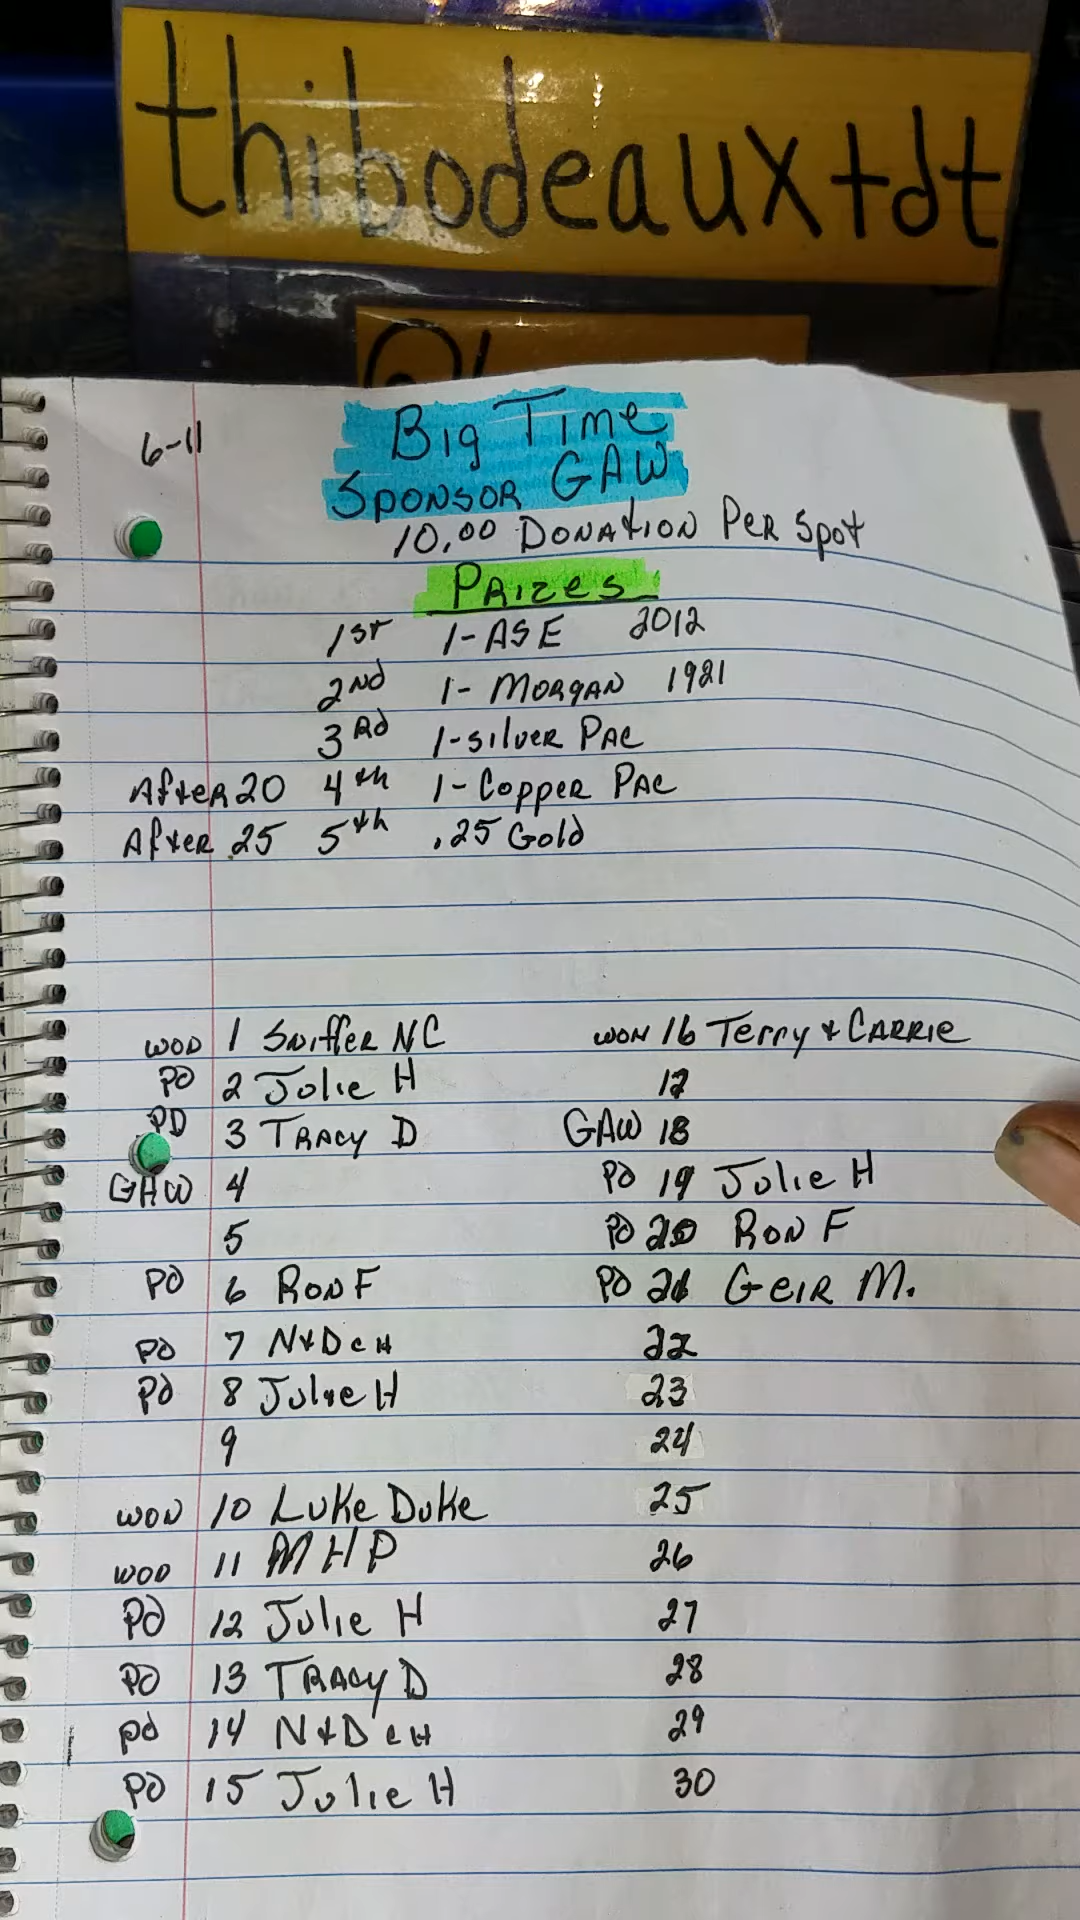 thibodeaux+dt
6-11
Big Time
Sponsor GAW
10.00 Donation Per Spot
Prizes
1st 1-ASE 2012
2nd 1-Morgan 1921
3rd 1-silver Pac
After 20 4th 1-Copper Pac
After 25 5th .25 Gold
won 1 Sniffer NC
PD 2 Julie H
PD 3 Tracy D
GAW 4
5
PD 6 Ron F
PD 7 N+D CH
Pd 8 Julie H
9
won 10 Luke Duke
won 11 MHP
Pd 12 Julie H
PD 13 Tracy D
pd 14 N+D CH
PD 15 Julie H
won 16 Terry + Carrie
17
GAW 18
PD 19 Julie H
PD 20 Ron F
PD 21 Geir M.
22
23
24
25
26
27
28
29
30